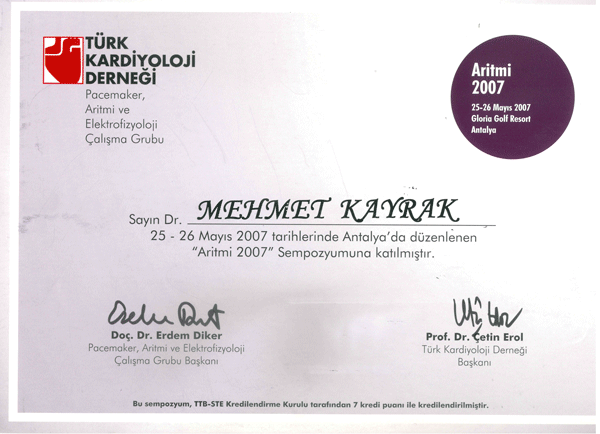 TÜRK
KARDİYOLOJİ
DERNEĞİ
Pacemaker,
Aritmi ve
Elektrofizyoloji
Çalışma Grubu
Aritmi
2007
25-26 Mayıs 2007
Gloria Golf Resort
Antalya
Sayın Dr. MEHMET KAYRAK
25 - 26 Mayıs 2007 tarihlerinde Antalya'da düzenlenen
"Aritmi 2007" Sempozyumuna katılmıştır.
Doç. Dr. Erdem Diker
Pacemaker, Aritmi ve Elektrofizyoloji
Çalışma Grubu Başkanı
Prof. Dr. Çetin Erol
Türk Kardiyoloji Derneği
Başkanı
Bu sempozyum, TTB-STE Kredilendirme Kurulu tarafından 7 kredi puanı ile kredilendirilmiştir.